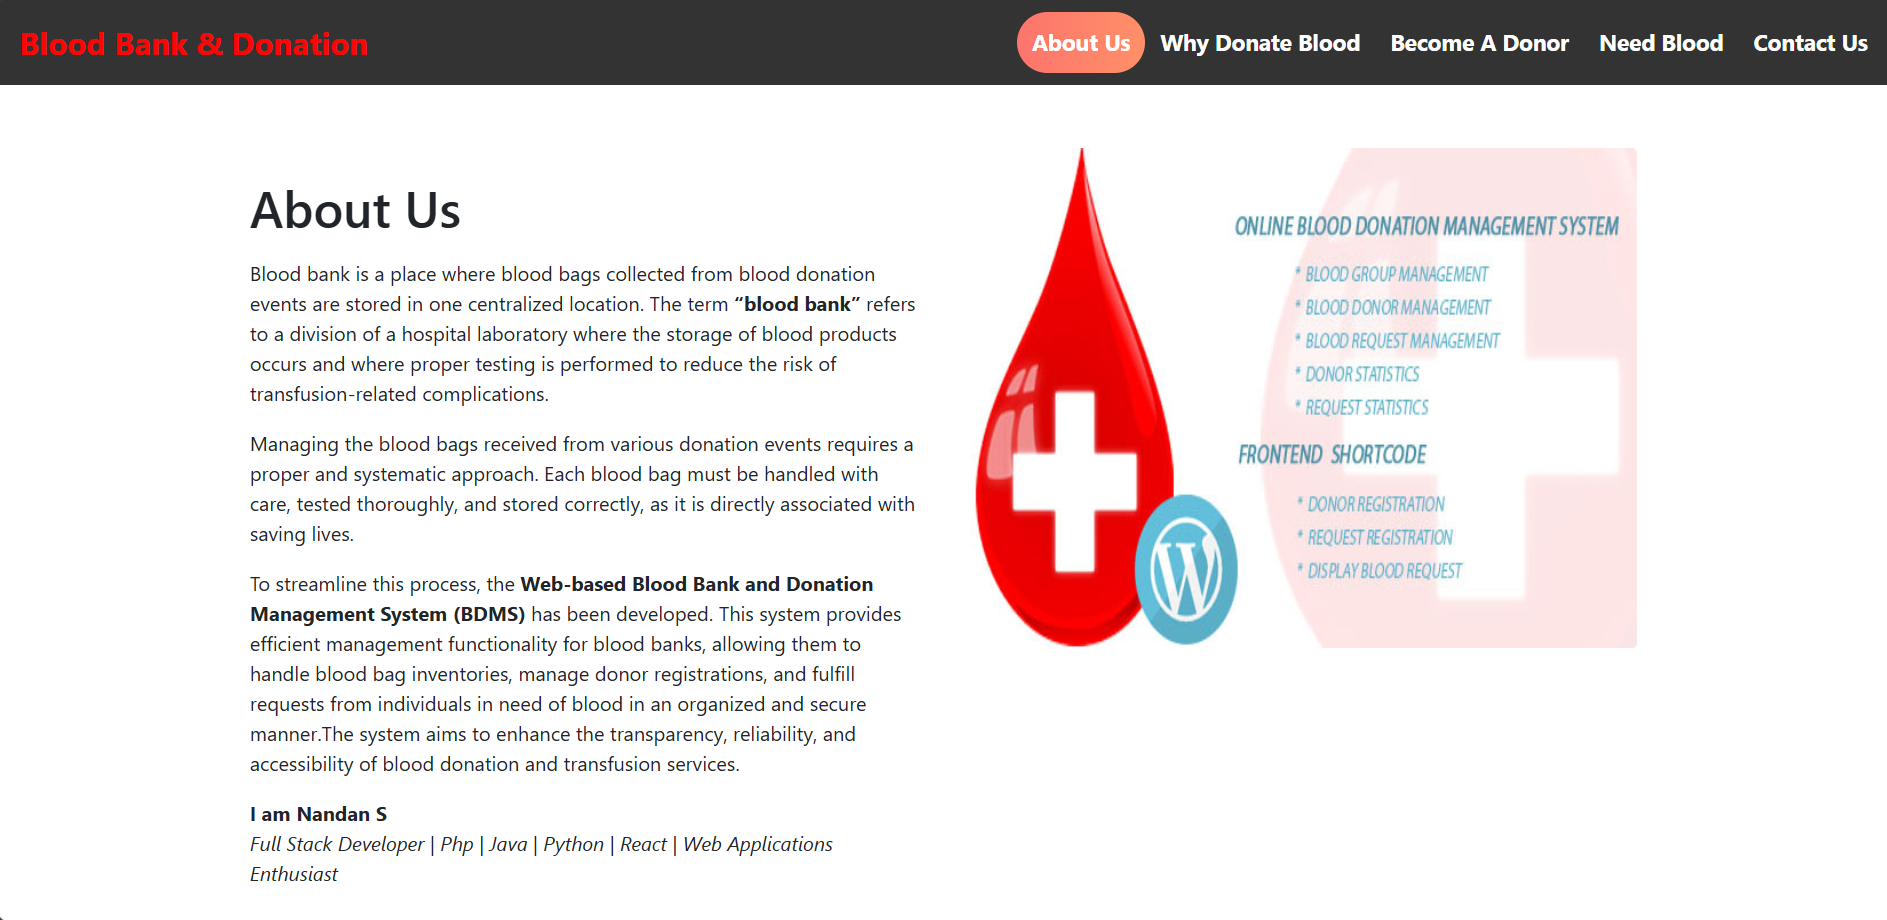 Blood Bank & Donation
About Us
Why Donate Blood
Become A Donor
Need Blood
Contact Us
About Us
Blood bank is a place where blood bags collected from blood donation
events are stored in one centralized location. The term “blood bank” refers
to a division of a hospital laboratory where the storage of blood products
occurs and where proper testing is performed to reduce the risk of
transfusion-related complications.
Managing the blood bags received from various donation events requires a
proper and systematic approach. Each blood bag must be handled with
care, tested thoroughly, and stored correctly, as it is directly associated with
saving lives.
To streamline this process, the Web-based Blood Bank and Donation
Management System (BDMS) has been developed. This system provides
efficient management functionality for blood banks, allowing them to
handle blood bag inventories, manage donor registrations, and fulfill
requests from individuals in need of blood in an organized and secure
manner.The system aims to enhance the transparency, reliability, and
accessibility of blood donation and transfusion services.
I am Nandan S
Full Stack Developer | Php | Java | Python | React | Web Applications
Enthusiast
ONLINE BLOOD DONATION MANAGEMENT SYSTEM
* BLOOD GROUP MANAGEMENT
* BLOOD DONOR MANAGEMENT
* BLOOD REQUEST MANAGEMENT
* DONOR STATISTICS
* REQUEST STATISTICS
FRONTEND SHORTCODE
* DONOR REGISTRATION
* REQUEST REGISTRATION
* DISPLAY BLOOD REQUEST
W